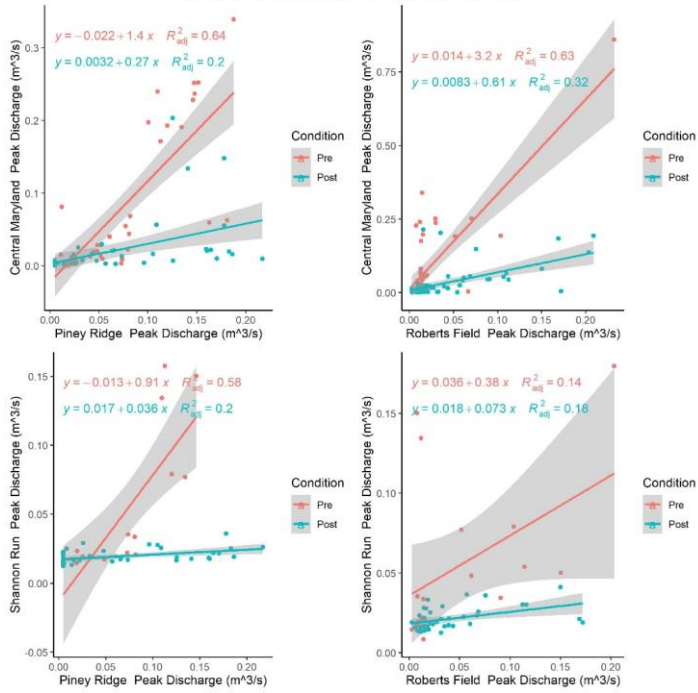 y = −0.022 + 1.4 x R²adj = 0.64
y = 0.0032 + 0.27 x R²adj = 0.2
Central Maryland Peak Discharge (m^3/s)
0.3
0.2
0.1
0.0
0.00 0.05 0.10 0.15 0.20
Piney Ridge Peak Discharge (m^3/s)
Condition
Pre
Post
y = 0.014 + 3.2 x R²adj = 0.63
y = 0.0083 + 0.61 x R²adj = 0.32
Central Maryland Peak Discharge (m^3/s)
0.75
0.50
0.25
0.00
0.00 0.05 0.10 0.15 0.20
Roberts Field Peak Discharge (m^3/s)
Condition
Pre
Post
y = −0.013 + 0.91 x R²adj = 0.58
y = 0.017 + 0.036 x R²adj = 0.2
Shannon Run Peak Discharge (m^3/s)
0.15
0.10
0.05
0.00
-0.05
0.00 0.05 0.10 0.15 0.20
Piney Ridge Peak Discharge (m^3/s)
Condition
Pre
Post
y = 0.036 + 0.38 x R²adj = 0.14
y = 0.018 + 0.073 x R²adj = 0.18
Shannon Run Peak Discharge (m^3/s)
0.15
0.10
0.05
0.00
0.00 0.05 0.10 0.15 0.20
Roberts Field Peak Discharge (m^3/s)
Condition
Pre
Post